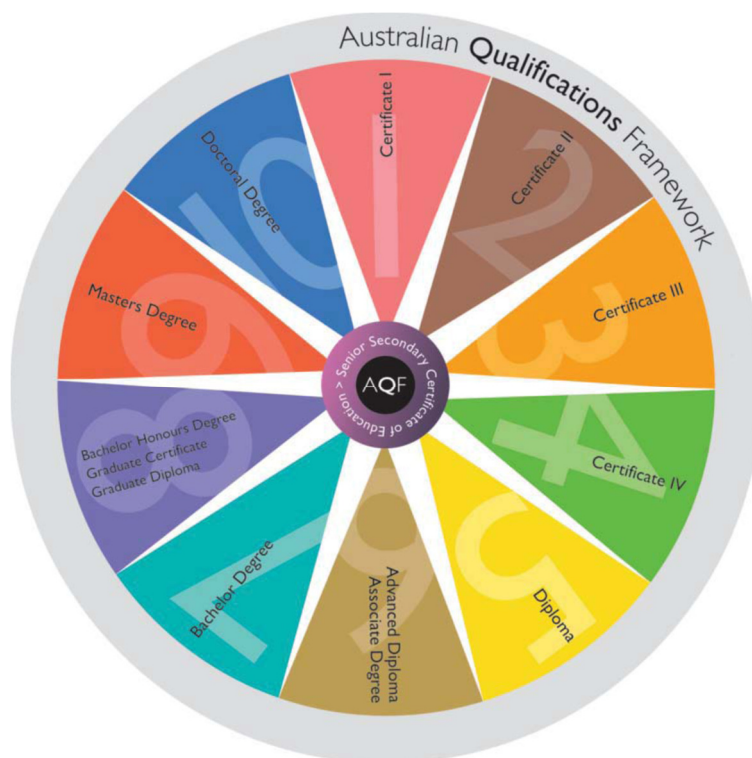 Australian Qualifications Framework
1
Certificate I
2
Certificate II
3
Certificate III
4
Certificate IV
5
Diploma
6
Advanced Diploma
Associate Degree
7
Bachelor Degree
8
Bachelor Honours Degree
Graduate Certificate
Graduate Diploma
9
Masters Degree
10
Doctoral Degree
AQF
Senior Secondary Certificate of Education >